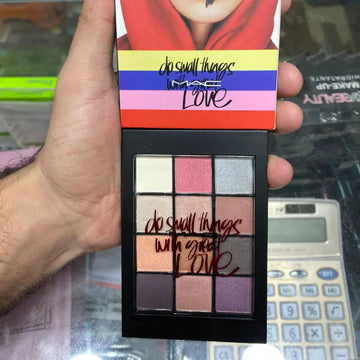 do small things
with great
LOVE
MAC
do small things
with great
LOVE
BEAUTY
MAKE-UP